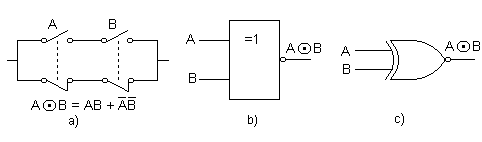 A B
A =1 A⊙B
B
A A⊙B
B
A⊙B = AB + A̅B̅
a) b) c)